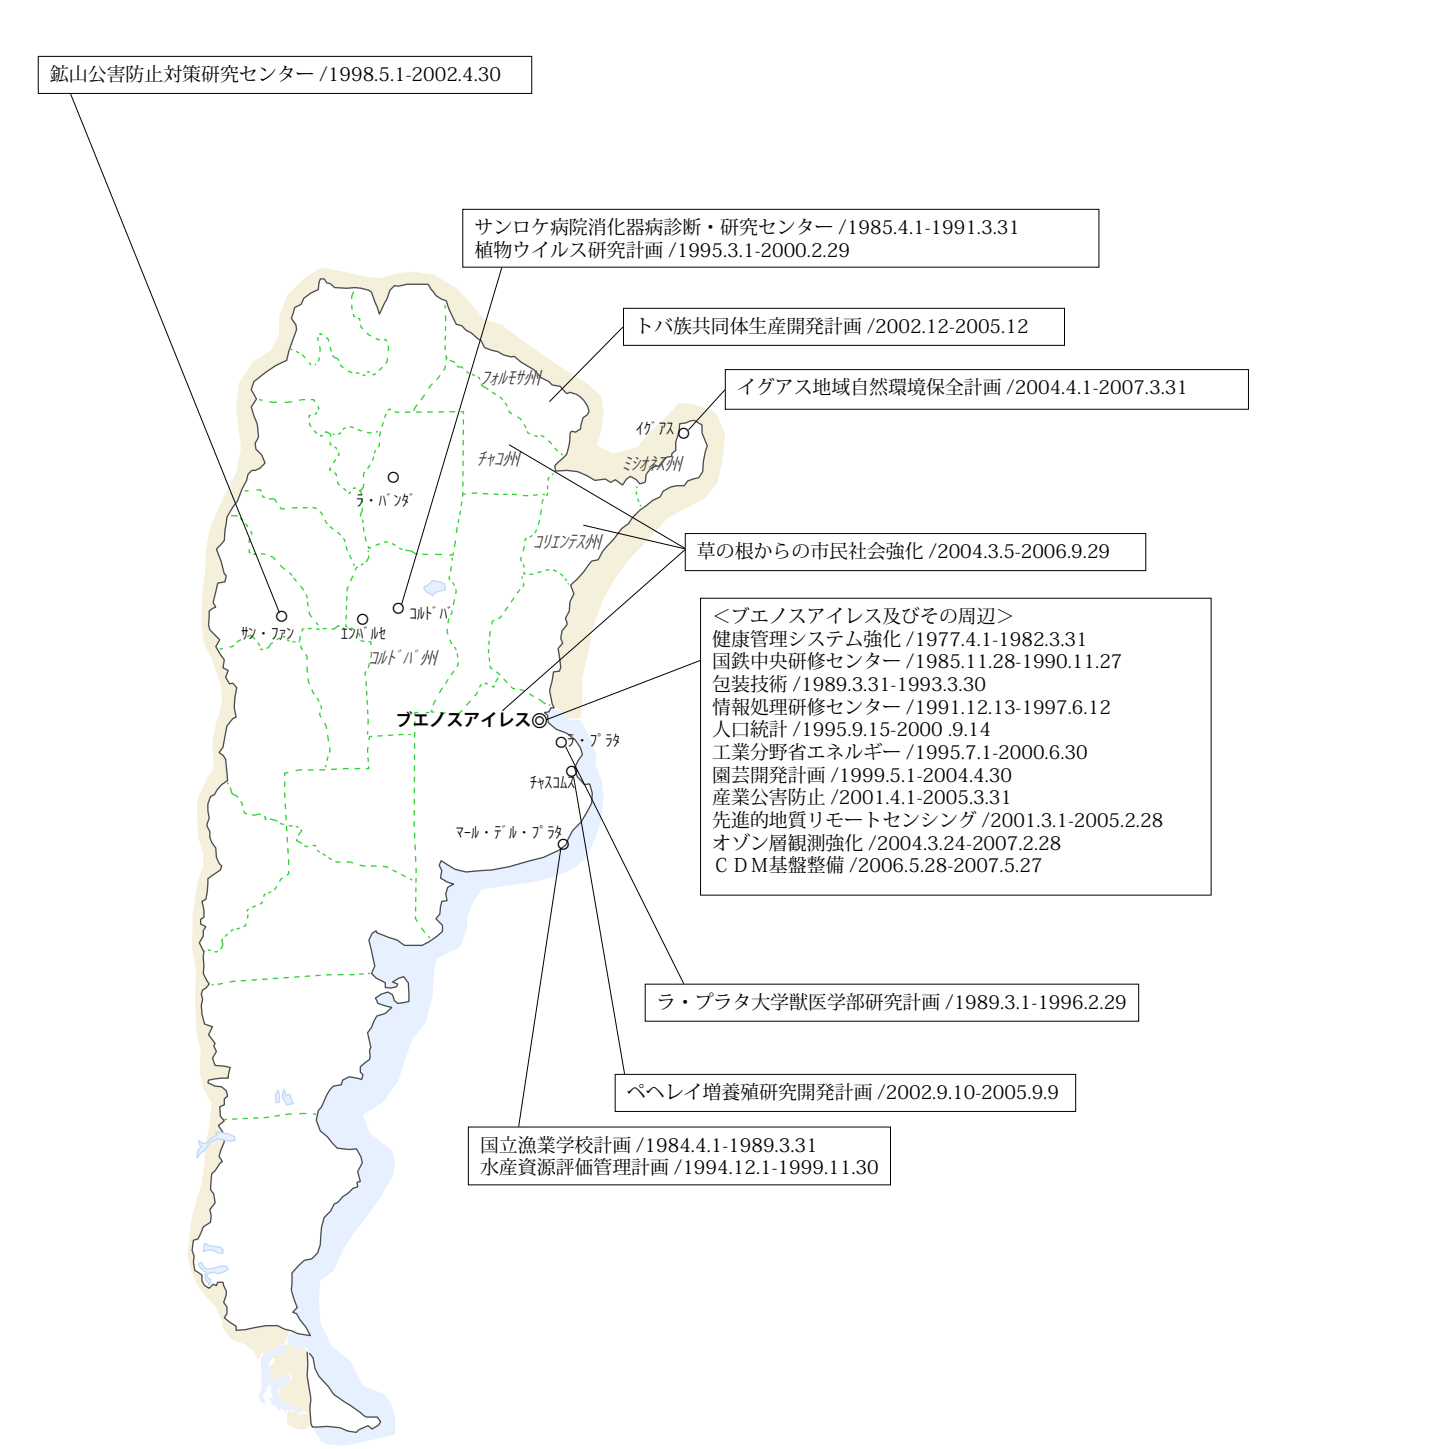 鉱山公害防止対策研究センター /1998.5.1-2002.4.30
サンロケ病院消化器病診断・研究センター /1985.4.1-1991.3.31
植物ウイルス研究計画 /1995.3.1-2000.2.29
トバ族共同体生産開発計画 /2002.12-2005.12
フォルモサ州
イグアス地域自然環境保全計画 /2004.4.1-2007.3.31
イグアス
チャコ州
ミシオネス州
ラ・バンダ
コリエンテス州
草の根からの市民社会強化 /2004.3.5-2006.9.29
コルドバ
サン・ファン
エンバルセ
コルドバ州
＜ブエノスアイレス及びその周辺＞
健康管理システム強化 /1977.4.1-1982.3.31
国鉄中央研修センター /1985.11.28-1990.11.27
包装技術 /1989.3.31-1993.3.30
情報処理研修センター /1991.12.13-1997.6.12
人口統計 /1995.9.15-2000 .9.14
工業分野省エネルギー /1995.7.1-2000.6.30
園芸開発計画 /1999.5.1-2004.4.30
産業公害防止 /2001.4.1-2005.3.31
先進的地質リモートセンシング /2001.3.1-2005.2.28
オゾン層観測強化 /2004.3.24-2007.2.28
ＣＤＭ基盤整備 /2006.5.28-2007.5.27
ブエノスアイレス
ラ・プラタ
チャスコムス
マール・デル・プラタ
ラ・プラタ大学獣医学部研究計画 /1989.3.1-1996.2.29
ペヘレイ増養殖研究開発計画 /2002.9.10-2005.9.9
国立漁業学校計画 /1984.4.1-1989.3.31
水産資源評価管理計画 /1994.12.1-1999.11.30